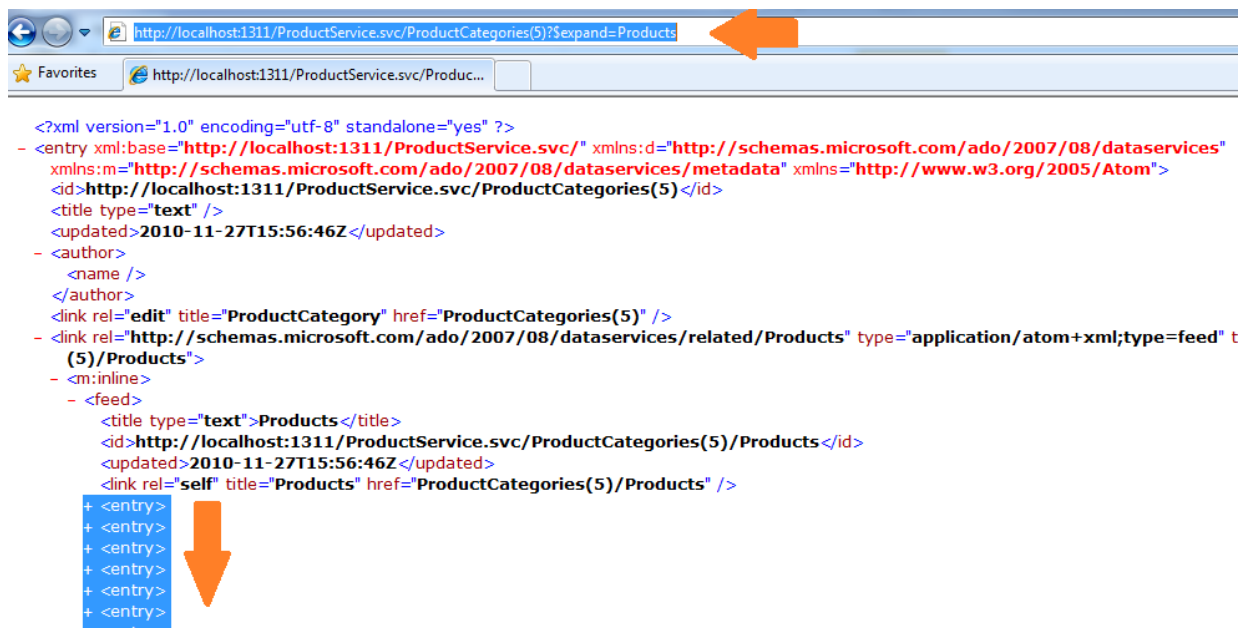 http://localhost:1311/ProductService.svc/ProductCategories(5)?$expand=Products
Favorites
http://localhost:1311/ProductService.svc/Produc...
<?xml version="1.0" encoding="utf-8" standalone="yes" ?>
- <entry xml:base="http://localhost:1311/ProductService.svc/" xmlns:d="http://schemas.microsoft.com/ado/2007/08/dataservices"
xmlns:m="http://schemas.microsoft.com/ado/2007/08/dataservices/metadata" xmlns="http://www.w3.org/2005/Atom">
<id>http://localhost:1311/ProductService.svc/ProductCategories(5)</id>
<title type="text" />
<updated>2010-11-27T15:56:46Z</updated>
- <author>
<name />
</author>
<link rel="edit" title="ProductCategory" href="ProductCategories(5)" />
- <link rel="http://schemas.microsoft.com/ado/2007/08/dataservices/related/Products" type="application/atom+xml;type=feed" t
(5)/Products">
- <m:inline>
- <feed>
<title type="text">Products</title>
<id>http://localhost:1311/ProductService.svc/ProductCategories(5)/Products</id>
<updated>2010-11-27T15:56:46Z</updated>
<link rel="self" title="Products" href="ProductCategories(5)/Products" />
+ <entry>
+ <entry>
+ <entry>
+ <entry>
+ <entry>
+ <entry>